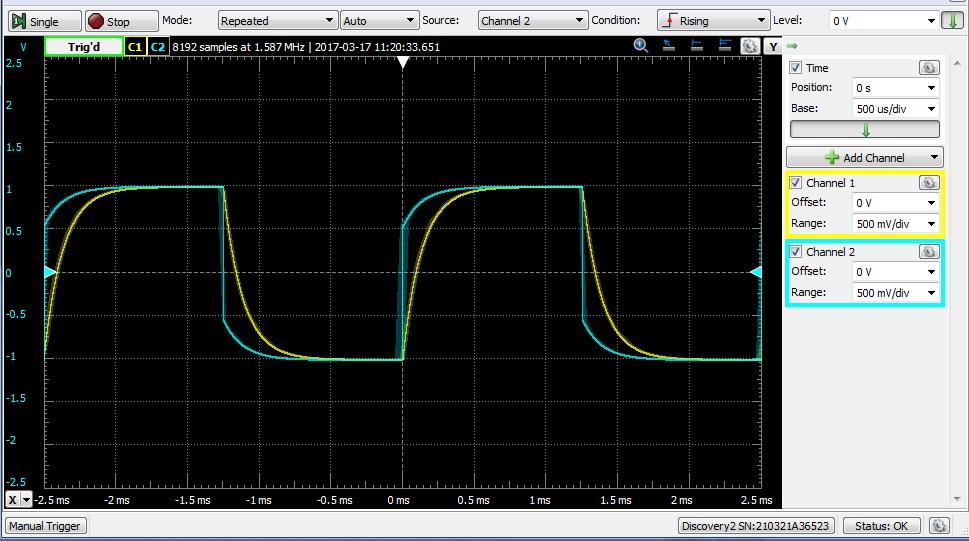 Single Stop Mode: Repeated Auto Source: Channel 2 Condition: Rising Level: 0 V
V Trig'd C1 C2 8192 samples at 1.587 MHz | 2017-03-17 11:20:33.651 Y
2.5
2
1.5
1
0.5
0
-0.5
-1
-1.5
-2
-2.5
X -2.5 ms -2 ms -1.5 ms -1 ms -0.5 ms 0 ms 0.5 ms 1 ms 1.5 ms 2 ms 2.5 ms
Time
Position: 0 s
Base: 500 us/div
Add Channel
Channel 1
Offset: 0 V
Range: 500 mV/div
Channel 2
Offset: 0 V
Range: 500 mV/div
Manual Trigger Discovery2 SN:210321A36523 Status: OK